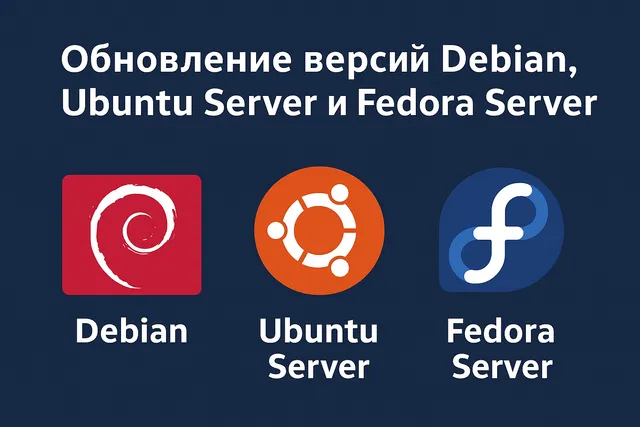 Обновление версий Debian,
Ubuntu Server и Fedora Server
Debian
Ubuntu
Server
Fedora
Server